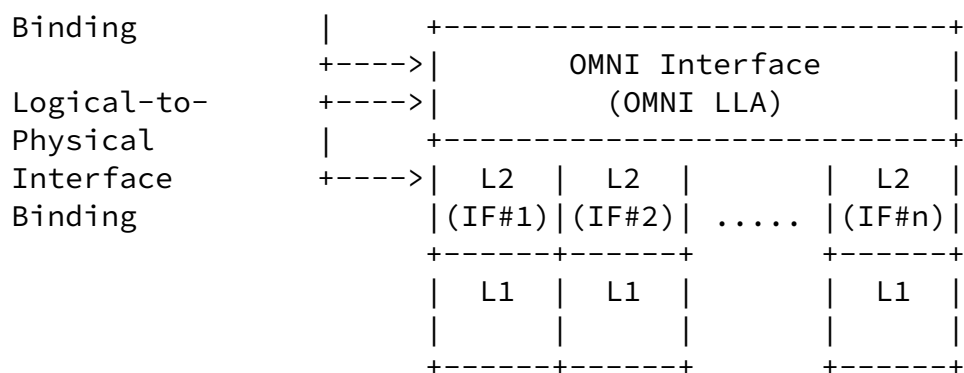 Binding             |      +----------------------------+
                    +---->|       OMNI Interface       |
Logical-to-         +---->|         (OMNI LLA)         |
Physical            |      +----------------------------+
Interface           +---->|  L2  |  L2  |       |  L2  |
Binding                   |(IF#1)|(IF#2)| ..... |(IF#n)|
                          +------+------+       +------+
                          |  L1  |  L1  |       |  L1  |
                          |      |      |       |      |
                          +------+------+       +------+